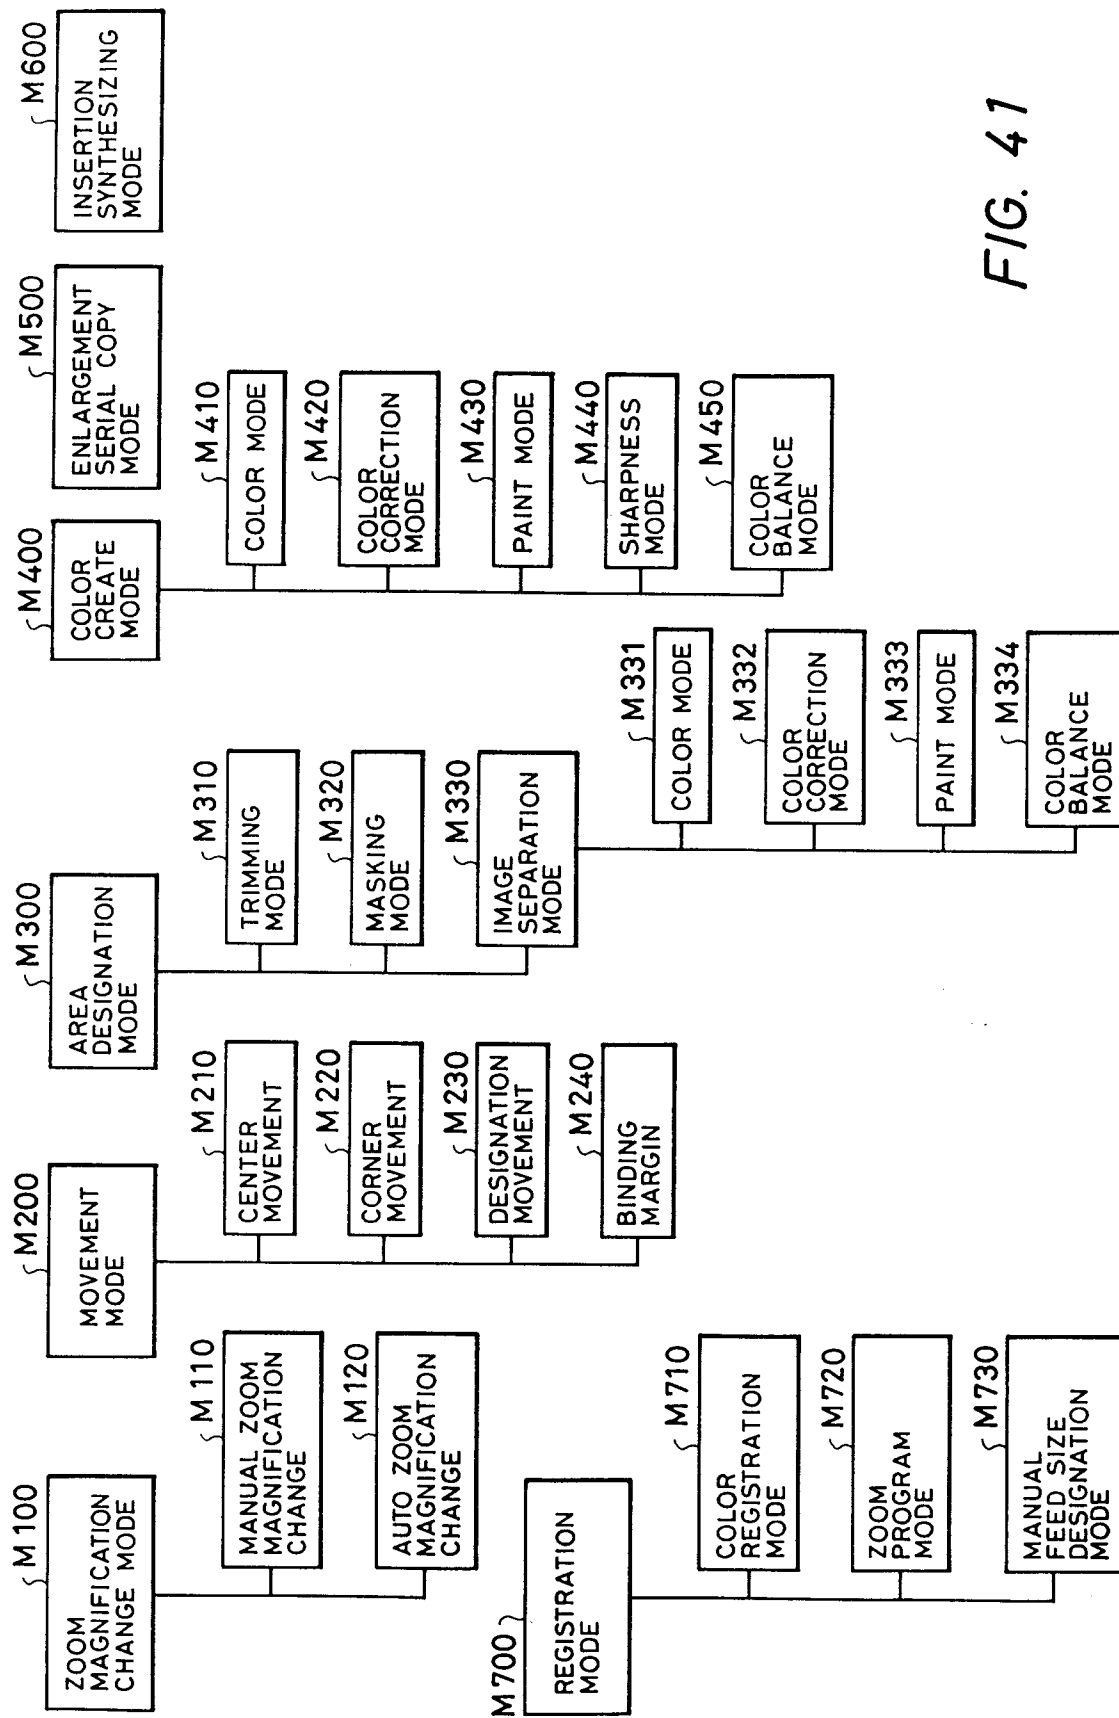 M100
ZOOM
MAGNIFICATION
CHANGE MODE
M110
MANUAL ZOOM
MAGNIFICATION
CHANGE
M120
AUTO ZOOM
MAGNIFICATION
CHANGE
M200
MOVEMENT
MODE
M210
CENTER
MOVEMENT
M220
CORNER
MOVEMENT
M230
DESIGNATION
MOVEMENT
M240
BINDING
MARGIN
M300
AREA
DESIGNATION
MODE
M310
TRIMMING
MODE
M320
MASKING
MODE
M330
IMAGE
SEPARATION
MODE
M331
COLOR MODE
M332
COLOR
CORRECTION
MODE
M333
PAINT MODE
M334
COLOR
BALANCE
MODE
M400
COLOR
CREATE
MODE
M410
COLOR MODE
M420
COLOR
CORRECTION
MODE
M430
PAINT MODE
M440
SHARPNESS
MODE
M450
COLOR
BALANCE
MODE
M500
ENLARGEMENT
SERIAL COPY
MODE
M600
INSERTION
SYNTHESIZING
MODE
M700
REGISTRATION
MODE
M710
COLOR
REGISTRATION
MODE
M720
ZOOM
PROGRAM
MODE
M730
MANUAL
FEED SIZE
DESIGNATION
MODE
FIG. 41